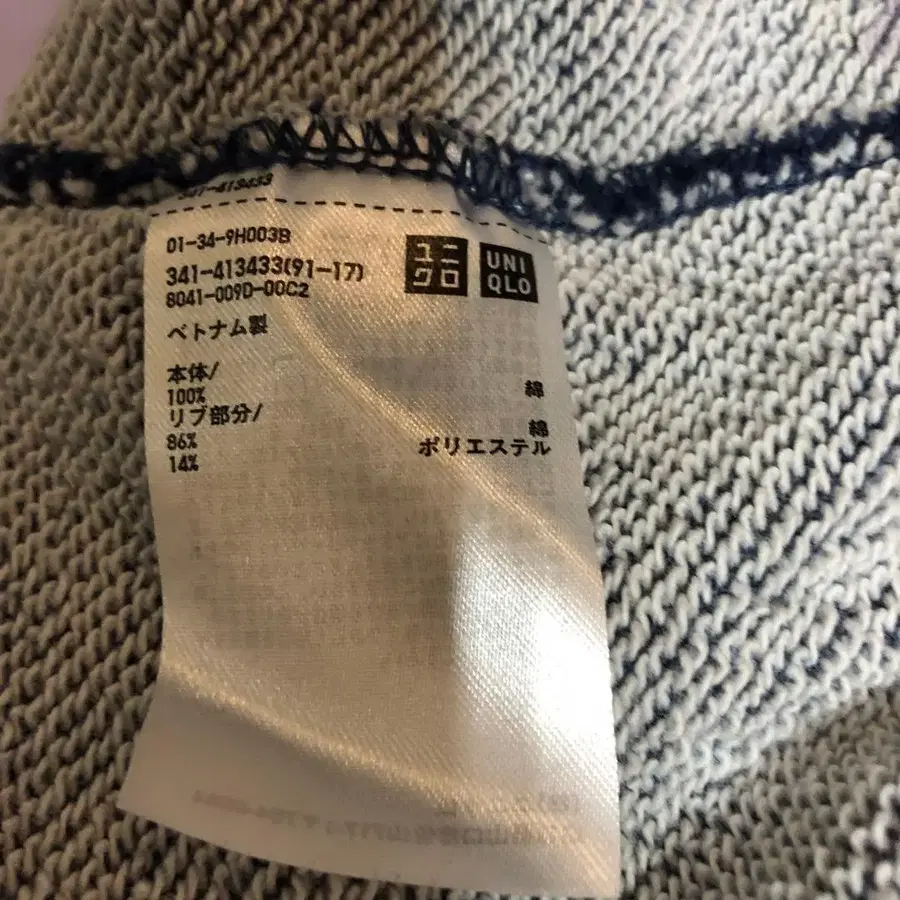 341-413433
01-34-9H003B
ユニクロ
UNIQLO
341-413433(91-17)
8041-009D-00C2
ベトナム製
本体/
100% 綿
リブ部分/
86% 綿
14% ポリエステル